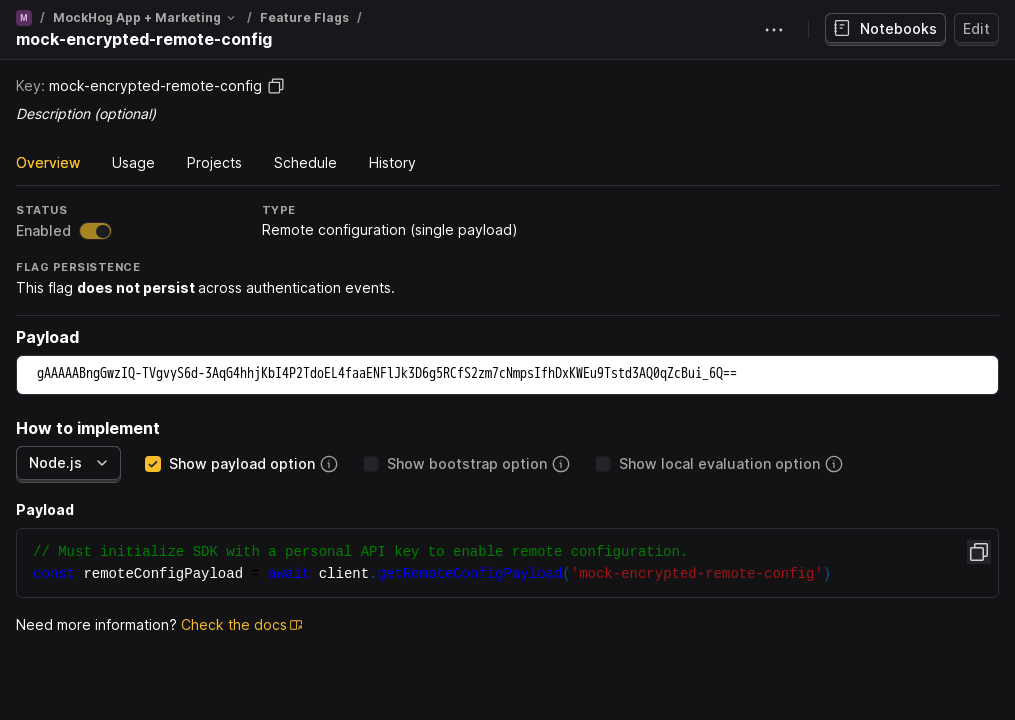 M / MockHog App + Marketing / Feature Flags /
mock-encrypted-remote-config
Notebooks
Edit
Key: mock-encrypted-remote-config
Description (optional)
Overview Usage Projects Schedule History
STATUS
Enabled
TYPE
Remote configuration (single payload)
FLAG PERSISTENCE
This flag does not persist across authentication events.
Payload
gAAAAABngGwzIQ-TVgvyS6d-3AqG4hhjKbI4P2TdoEL4faaENFlJk3D6g5RCfS2zm7cNmpsIfhDxKWEu9Tstd3AQ0qZcBui_6Q==
How to implement
Node.js Show payload option Show bootstrap option Show local evaluation option
Payload
// Must initialize SDK with a personal API key to enable remote configuration.
const remoteConfigPayload = await client.getRemoteConfigPayload('mock-encrypted-remote-config')
Need more information? Check the docs